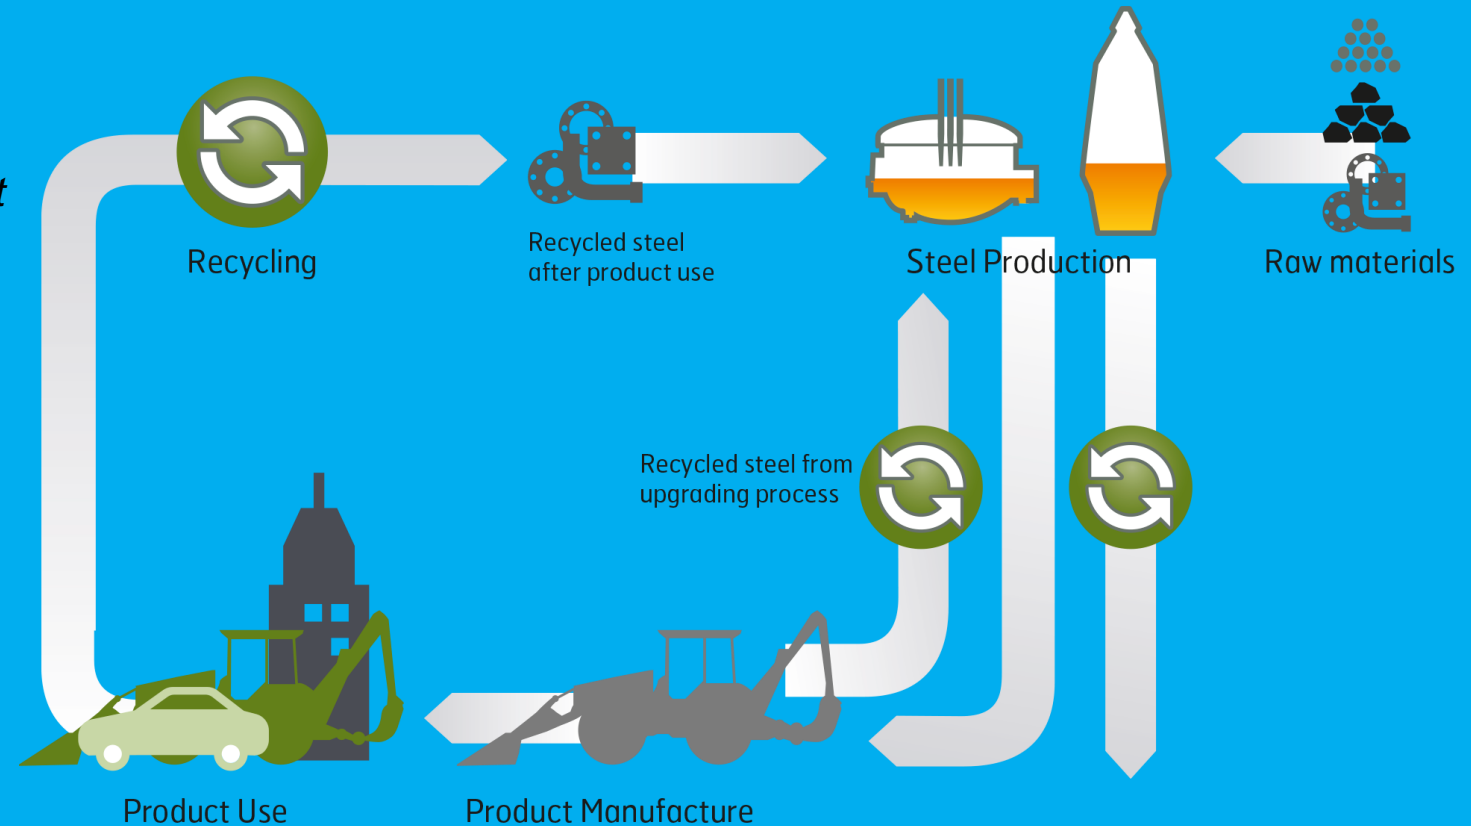 Recycling
Recycled steel
after product use
Steel Production
Raw materials
Recycled steel from
upgrading process
Product Use
Product Manufacture